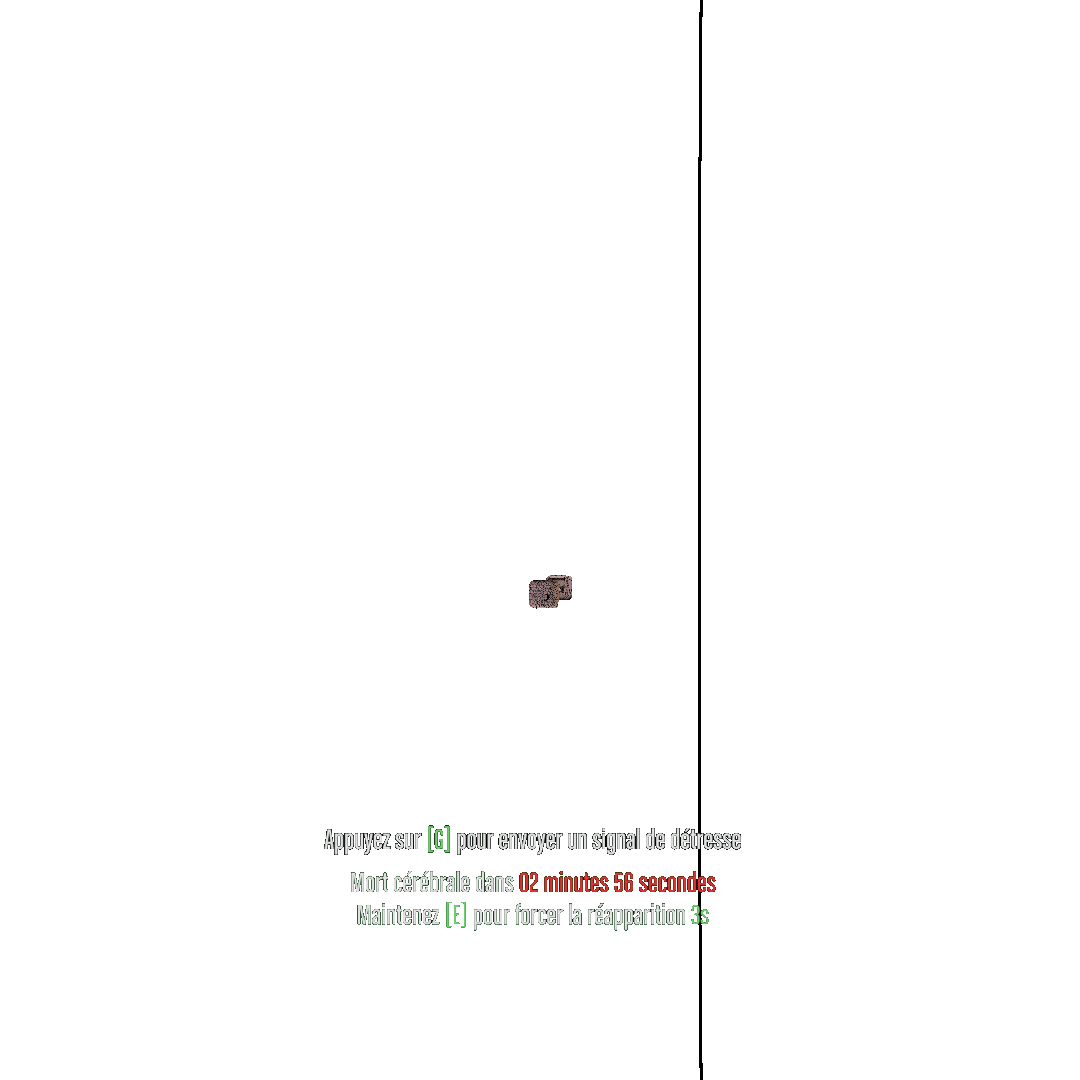 Appuyez sur [G] pour envoyer un signal de détresse
Mort cérébrale dans 02 minutes 56 secondes
Maintenez [E] pour forcer la réapparition 3s